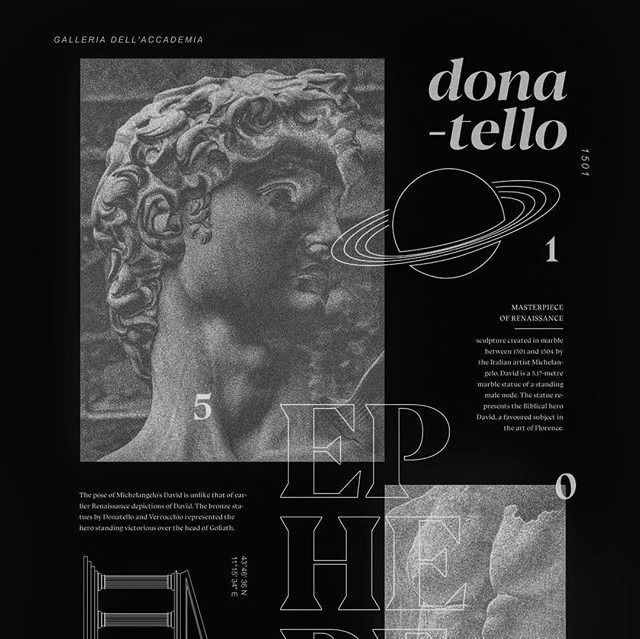 GALLERIA DELL'ACCADEMIA
dona
-tello
1501
1
MASTERPIECE
OF RENAISSANCE
sculpture created in marble
between 1501 and 1504 by
the Italian artist Michelan-
gelo. David is a 5.17-metre
marble statue of a standing
male nude. The statue re-
presents the Biblical hero
David, a favoured subject in
the art of Florence.
5
EP
HE
0
The pose of Michelangelo's David is unlike that of ear-
lier Renaissance depictions of David. The bronze sta-
tues by Donatello and Verrocchio represented the
hero standing victorious over the head of Goliath.
43°46'36 N
11°15'34 E